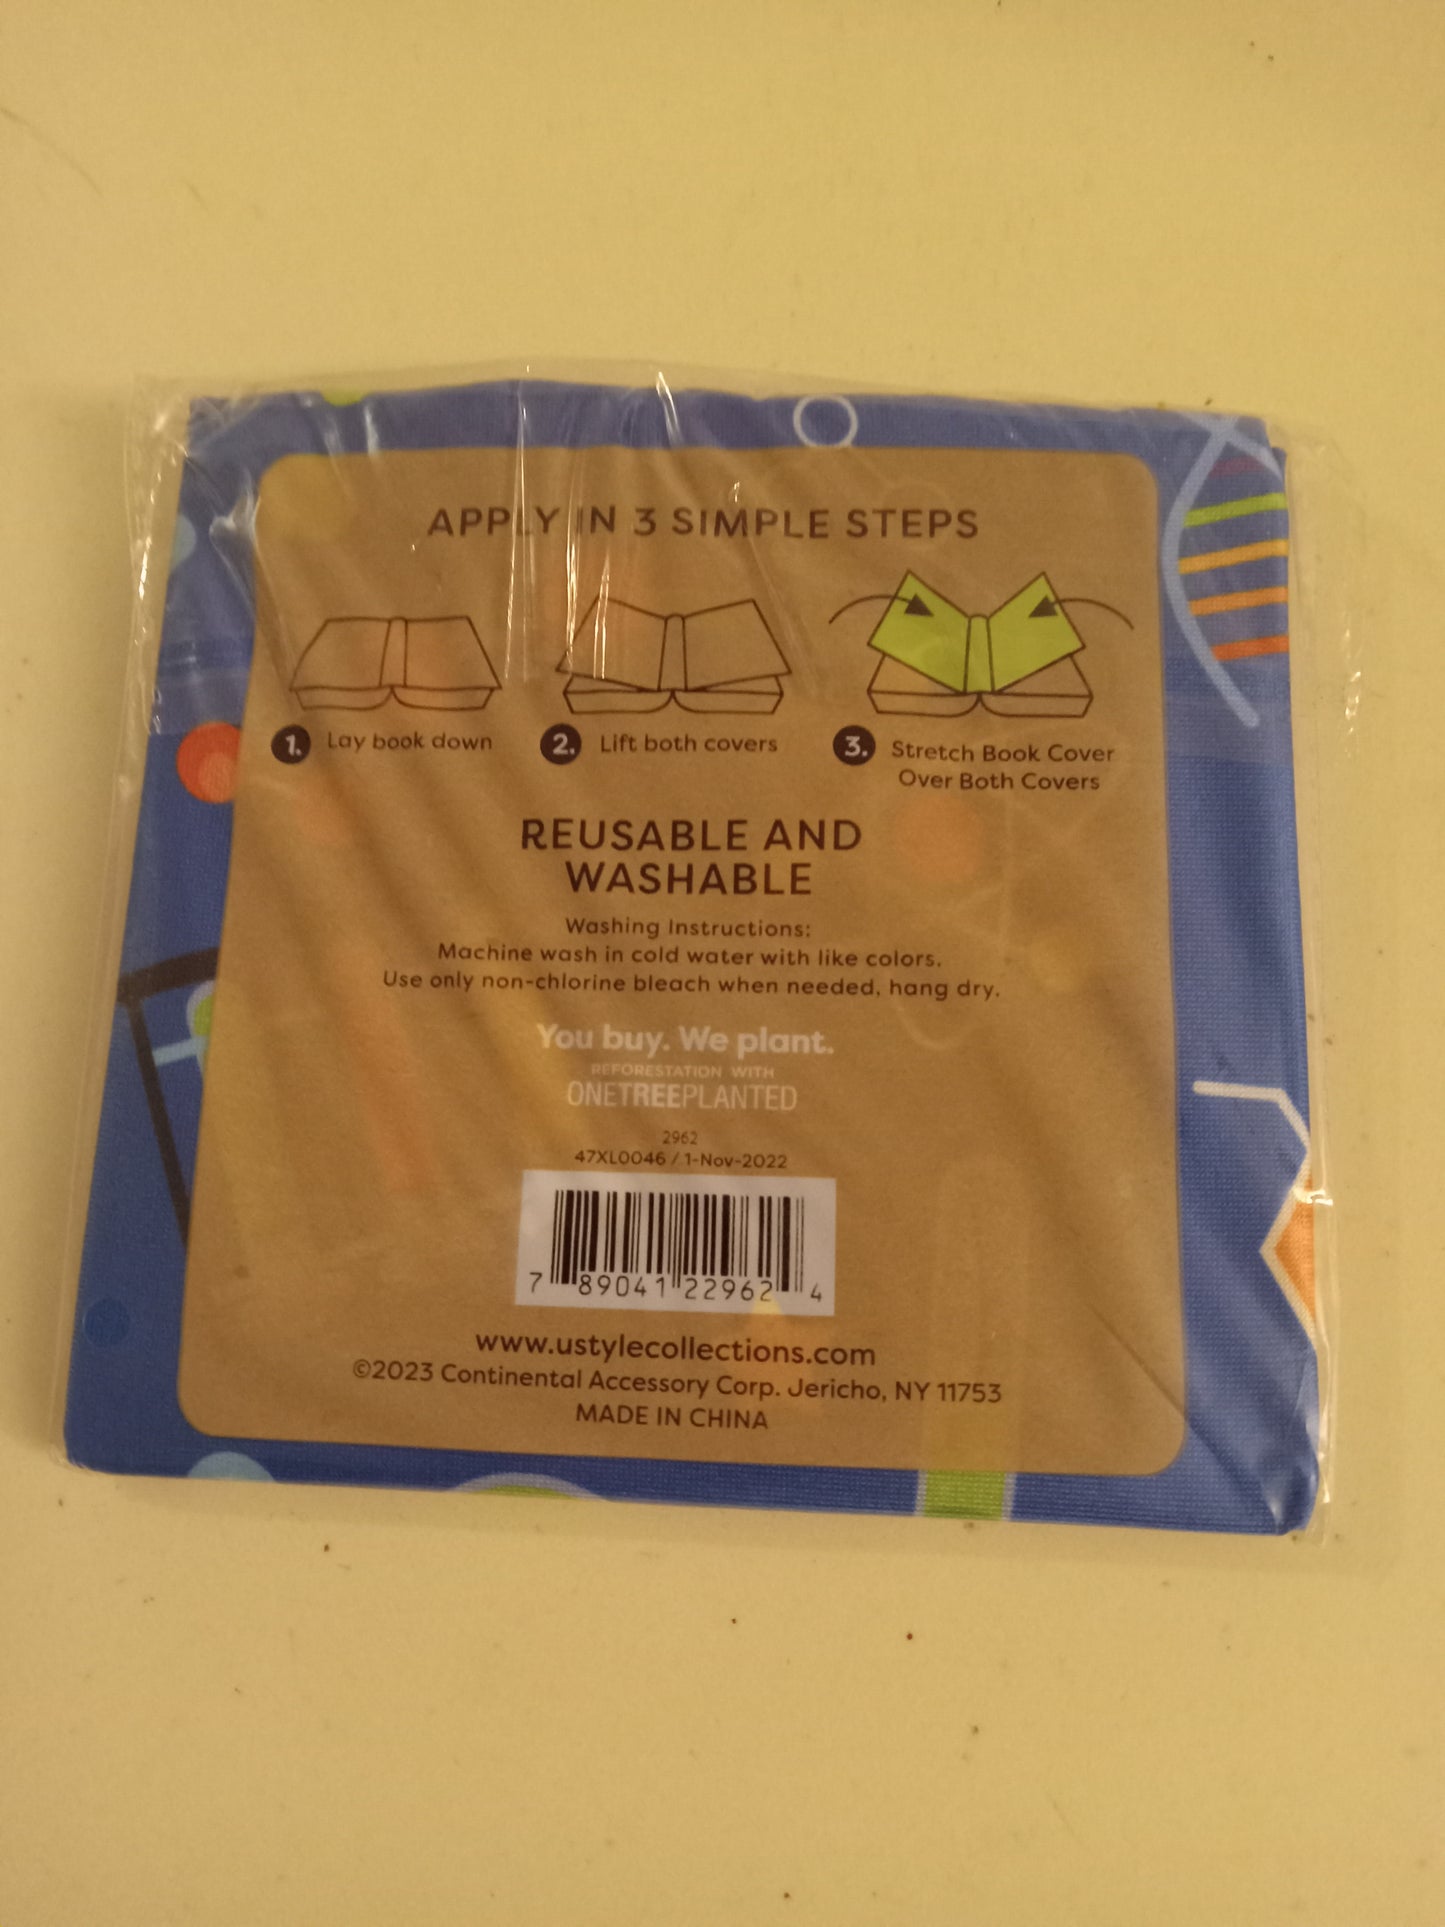 APPLY IN 3 SIMPLE STEPS
1. Lay book down
2. Lift both covers
3. Stretch Book Cover
Over Both Covers
REUSABLE AND
WASHABLE
Washing Instructions:
Machine wash in cold water with like colors.
Use only non-chlorine bleach when needed, hang dry.
You buy. We plant.
REFORESTATION WITH
ONETREEPLANTED
2962
47XL0046 / 1-Nov-2022
7 89041 22962 4
www.ustylecollections.com
©2023 Continental Accessory Corp. Jericho, NY 11753
MADE IN CHINA